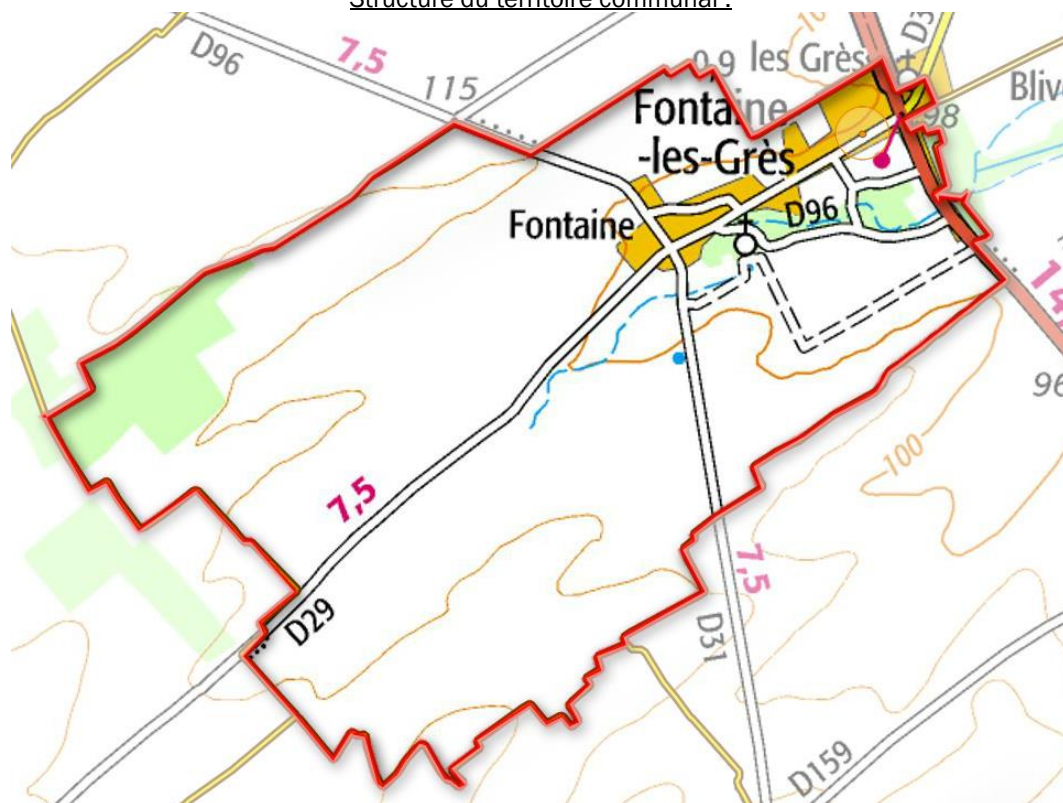 Structure du territoire communal :
D96
7,5
115
0,9
les Grès
98
Fontaine
-les-Grès
Fontaine
D96
96
100
7,5
7,5
D29
D31
D159